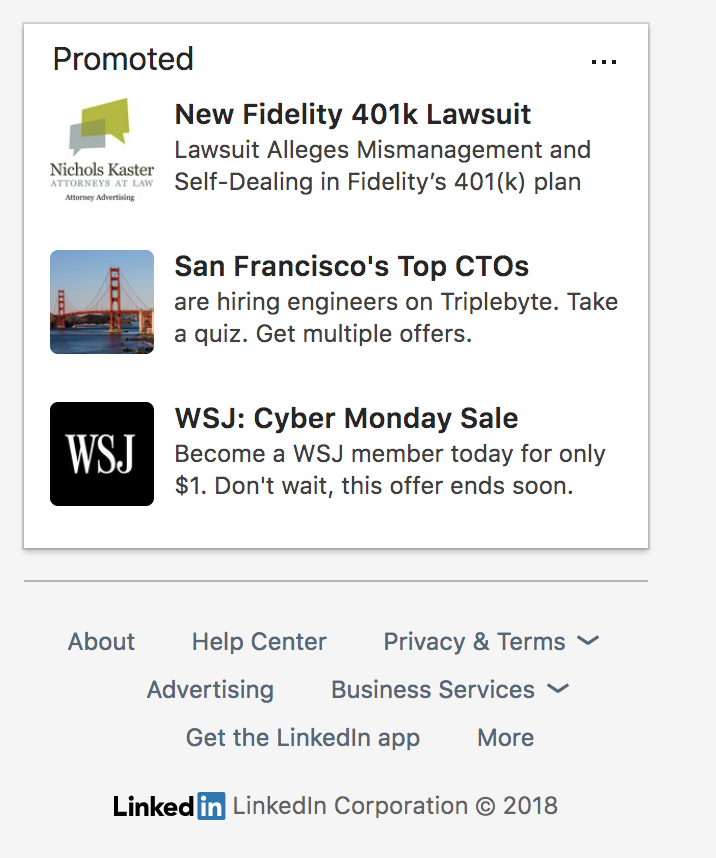 Promoted
Nichols Kaster
ATTORNEYS AT LAW
Attorney Advertising
New Fidelity 401k Lawsuit
Lawsuit Alleges Mismanagement and
Self-Dealing in Fidelity’s 401(k) plan
San Francisco's Top CTOs
are hiring engineers on Triplebyte. Take
a quiz. Get multiple offers.
WSJ
WSJ: Cyber Monday Sale
Become a WSJ member today for only
$1. Don't wait, this offer ends soon.
About Help Center Privacy & Terms
Advertising Business Services
Get the LinkedIn app More
Linked in LinkedIn Corporation © 2018